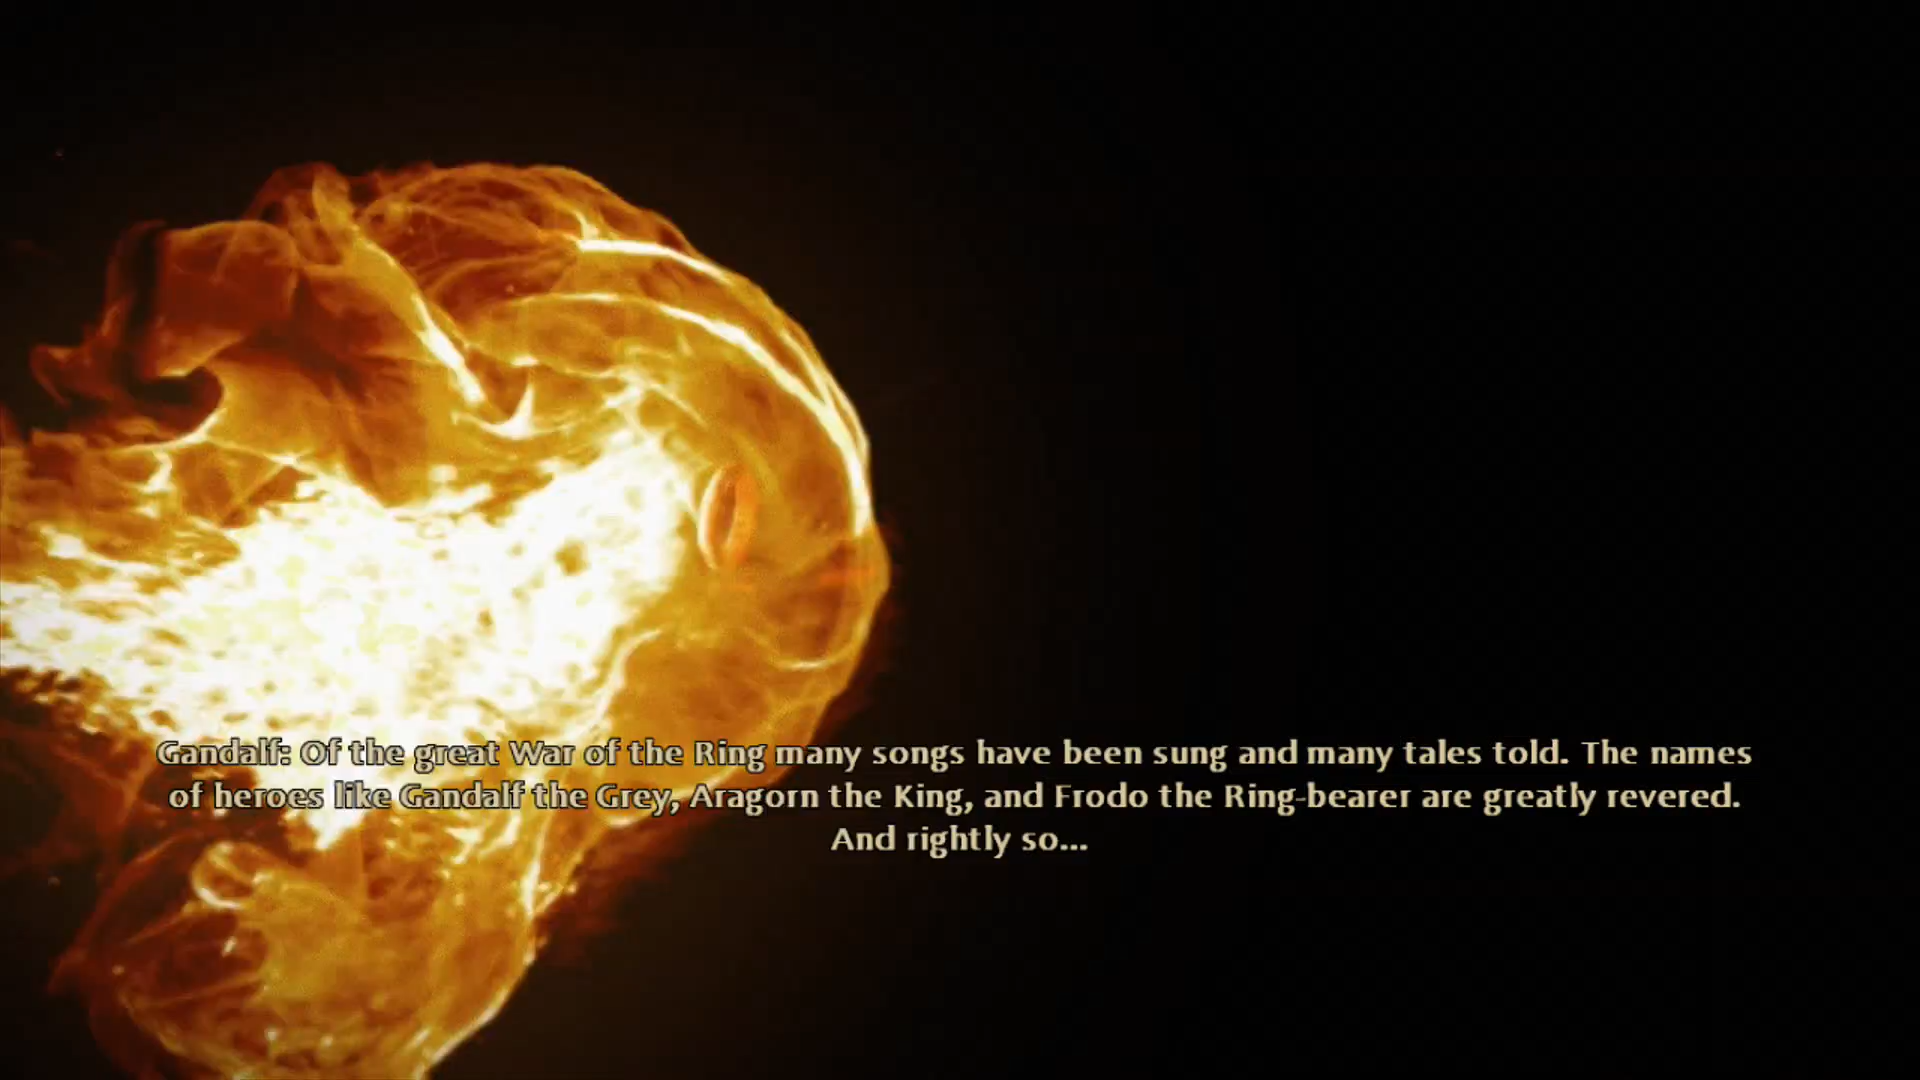 Gandalf: Of the great War of the Ring many songs have been sung and many tales told. The names
of heroes like Gandalf the Grey, Aragorn the King, and Frodo the Ring-bearer are greatly revered.
And rightly so...